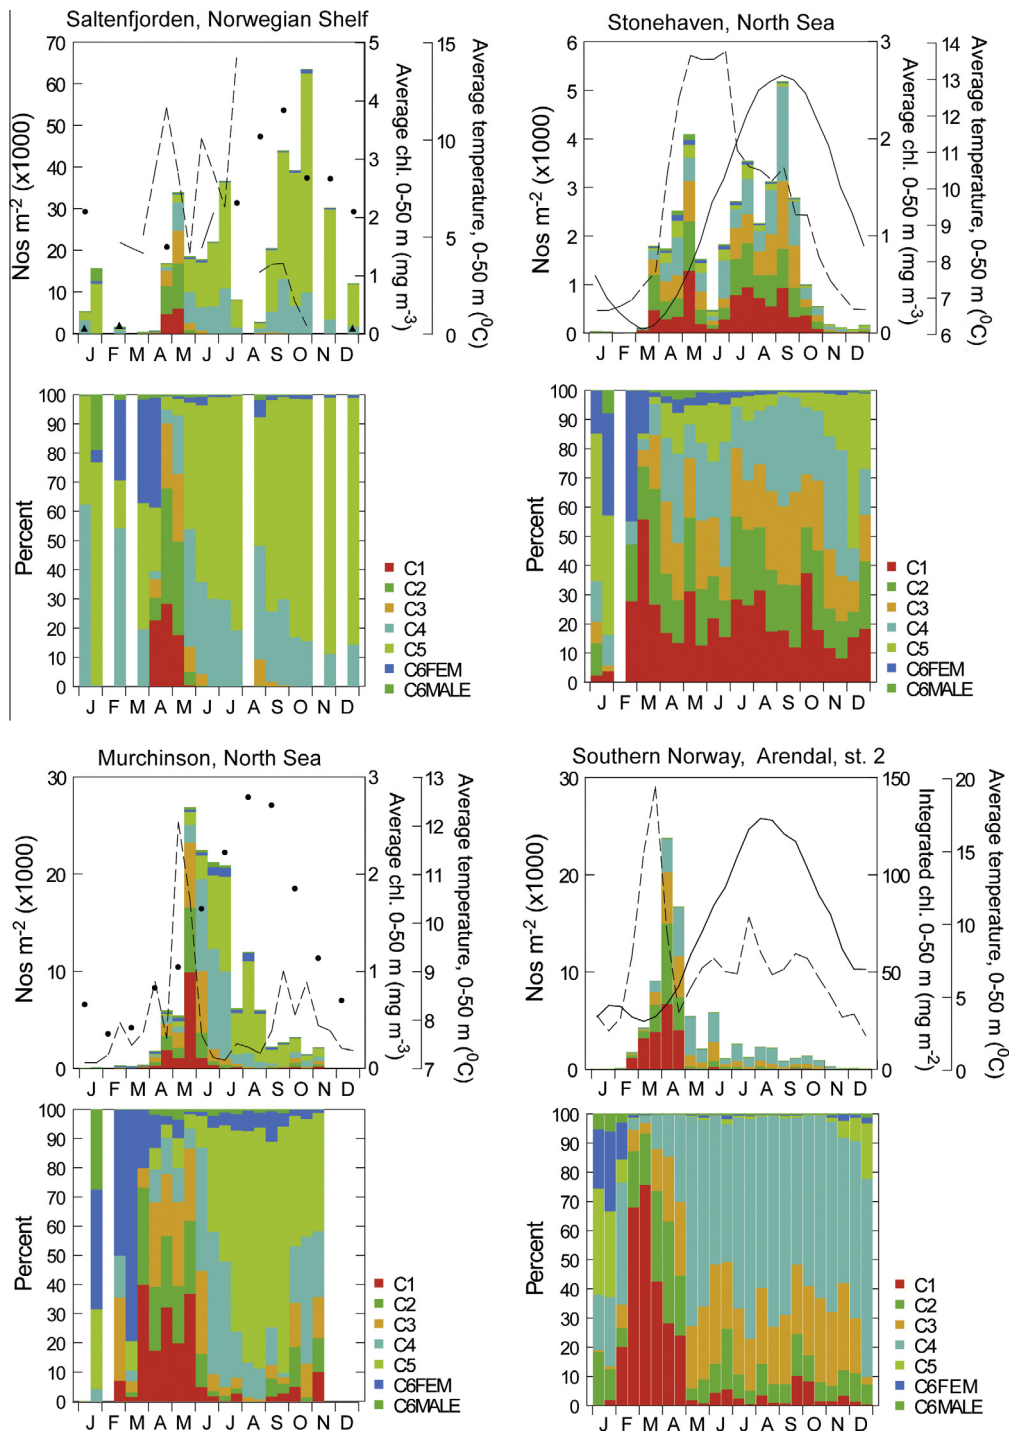 Saltenfjorden, Norwegian Shelf
70
60
50
40
30
20
10
0
Nos m-2 (x1000)
5
4
3
2
1
0
Average chl. 0-50 m (mg m-3)
15
10
5
0
Average temperature, 0-50 m (0C)
J F M A M J J A S O N D
100
90
80
70
60
50
40
30
20
10
0
Percent
J F M A M J J A S O N D
C1
C2
C3
C4
C5
C6FEM
C6MALE
Stonehaven, North Sea
6
5
4
3
2
1
0
Nos m-2 (x1000)
3
2
1
0
Average chl. 0-50 m (mg m-3)
14
13
12
11
10
9
8
7
6
Average temperature, 0-50 m (0C)
J F M A M J J A S O N D
100
90
80
70
60
50
40
30
20
10
0
Percent
J F M A M J J A S O N D
C1
C2
C3
C4
C5
C6FEM
C6MALE
Murchinson, North Sea
30
20
10
0
Nos m-2 (x1000)
3
2
1
0
Average chl. 0-50 m (mg m-3)
13
12
11
10
9
8
7
Average temperature, 0-50 m (0C)
J F M A M J J A S O N D
100
90
80
70
60
50
40
30
20
10
0
Percent
J F M A M J J A S O N D
C1
C2
C3
C4
C5
C6FEM
C6MALE
Southern Norway, Arendal, st. 2
30
20
10
0
Nos m-2 (x1000)
150
100
50
0
Integrated chl. 0-50 m (mg m-2)
20
15
10
5
0
Average temperature, 0-50 m (0C)
J F M A M J J A S O N D
100
90
80
70
60
50
40
30
20
10
0
Percent
J F M A M J J A S O N D
C1
C2
C3
C4
C5
C6FEM
C6MALE